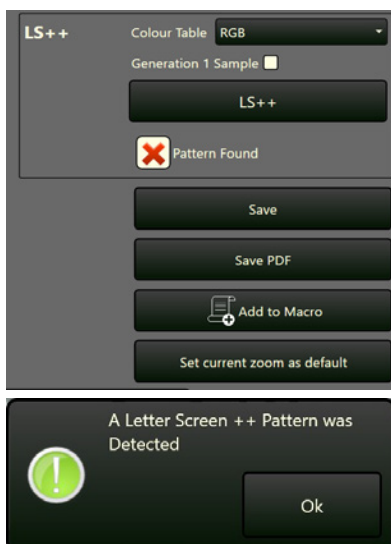 LS++
Colour Table RGB
Generation 1 Sample
LS++
Pattern Found
Save
Save PDF
Add to Macro
Set current zoom as default
A Letter Screen ++ Pattern was
Detected
Ok